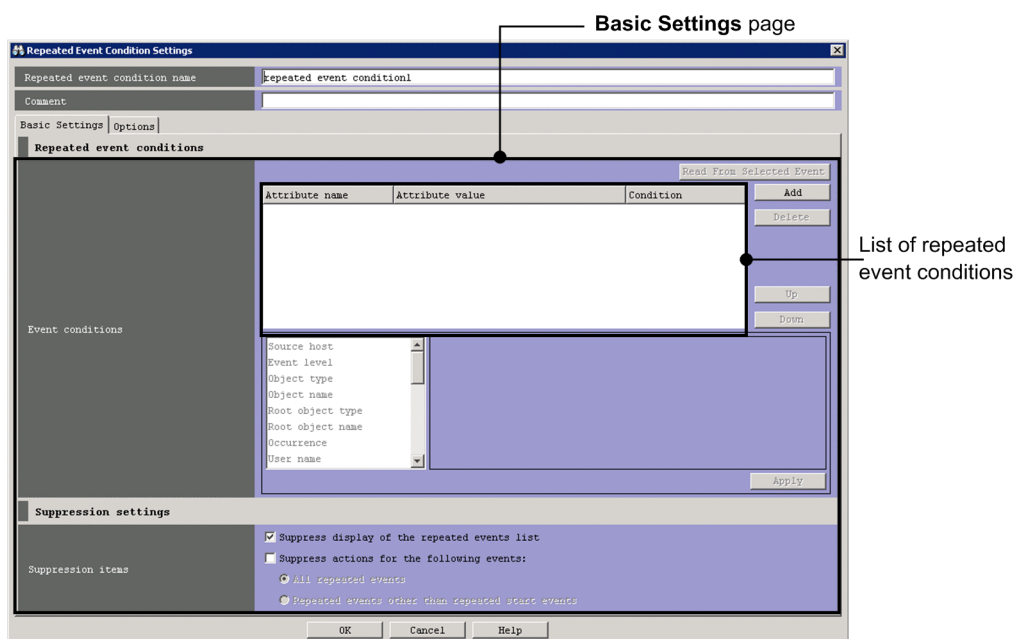 Basic Settings page
Repeated Event Condition Settings
Repeated event condition name
repeated event condition1
Comment
Basic Settings
Options
Repeated event conditions
Read From Selected Event
Attribute name
Attribute value
Condition
Add
Delete
List of repeated
event conditions
Up
Down
Event conditions
Source host
Event level
Object type
Object name
Root object type
Root object name
Occurrence
User name
Apply
Suppression settings
Suppression items
Suppress display of the repeated events list
Suppress actions for the following events:
All repeated events
Repeated events other than repeated start events
OK
Cancel
Help